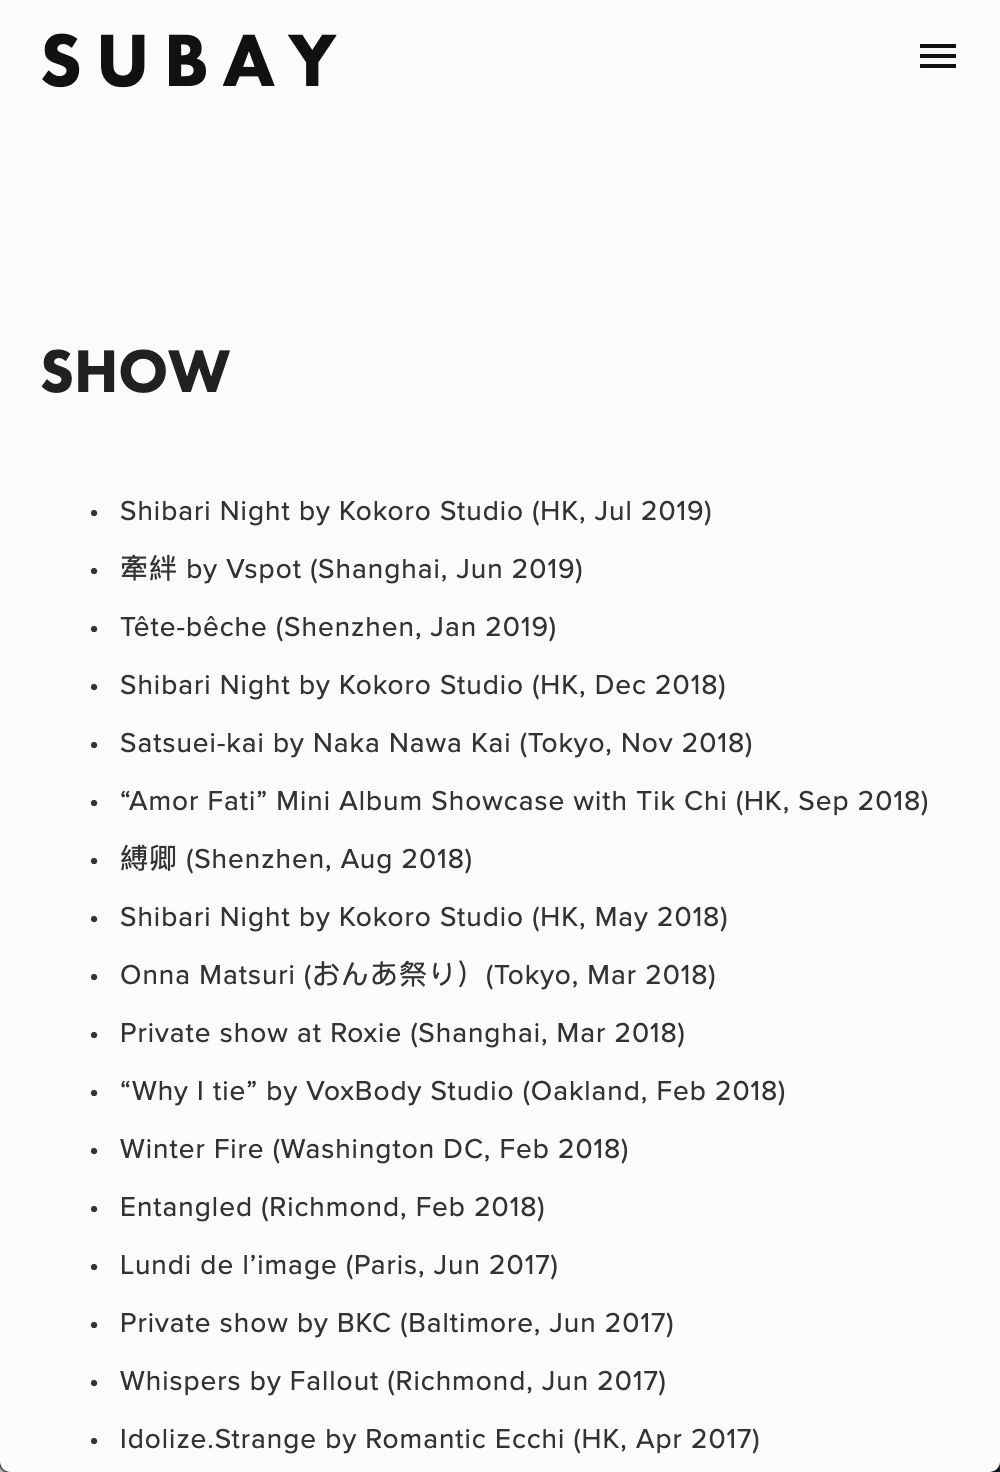 SUBAY
SHOW
• Shibari Night by Kokoro Studio (HK, Jul 2019)
• 牽絆 by Vspot (Shanghai, Jun 2019)
• Tête-bêche (Shenzhen, Jan 2019)
• Shibari Night by Kokoro Studio (HK, Dec 2018)
• Satsuei-kai by Naka Nawa Kai (Tokyo, Nov 2018)
• “Amor Fati” Mini Album Showcase with Tik Chi (HK, Sep 2018)
• 縛卿 (Shenzhen, Aug 2018)
• Shibari Night by Kokoro Studio (HK, May 2018)
• Onna Matsuri (おんあ祭り）(Tokyo, Mar 2018)
• Private show at Roxie (Shanghai, Mar 2018)
• “Why I tie” by VoxBody Studio (Oakland, Feb 2018)
• Winter Fire (Washington DC, Feb 2018)
• Entangled (Richmond, Feb 2018)
• Lundi de l’image (Paris, Jun 2017)
• Private show by BKC (Baltimore, Jun 2017)
• Whispers by Fallout (Richmond, Jun 2017)
• Idolize.Strange by Romantic Ecchi (HK, Apr 2017)